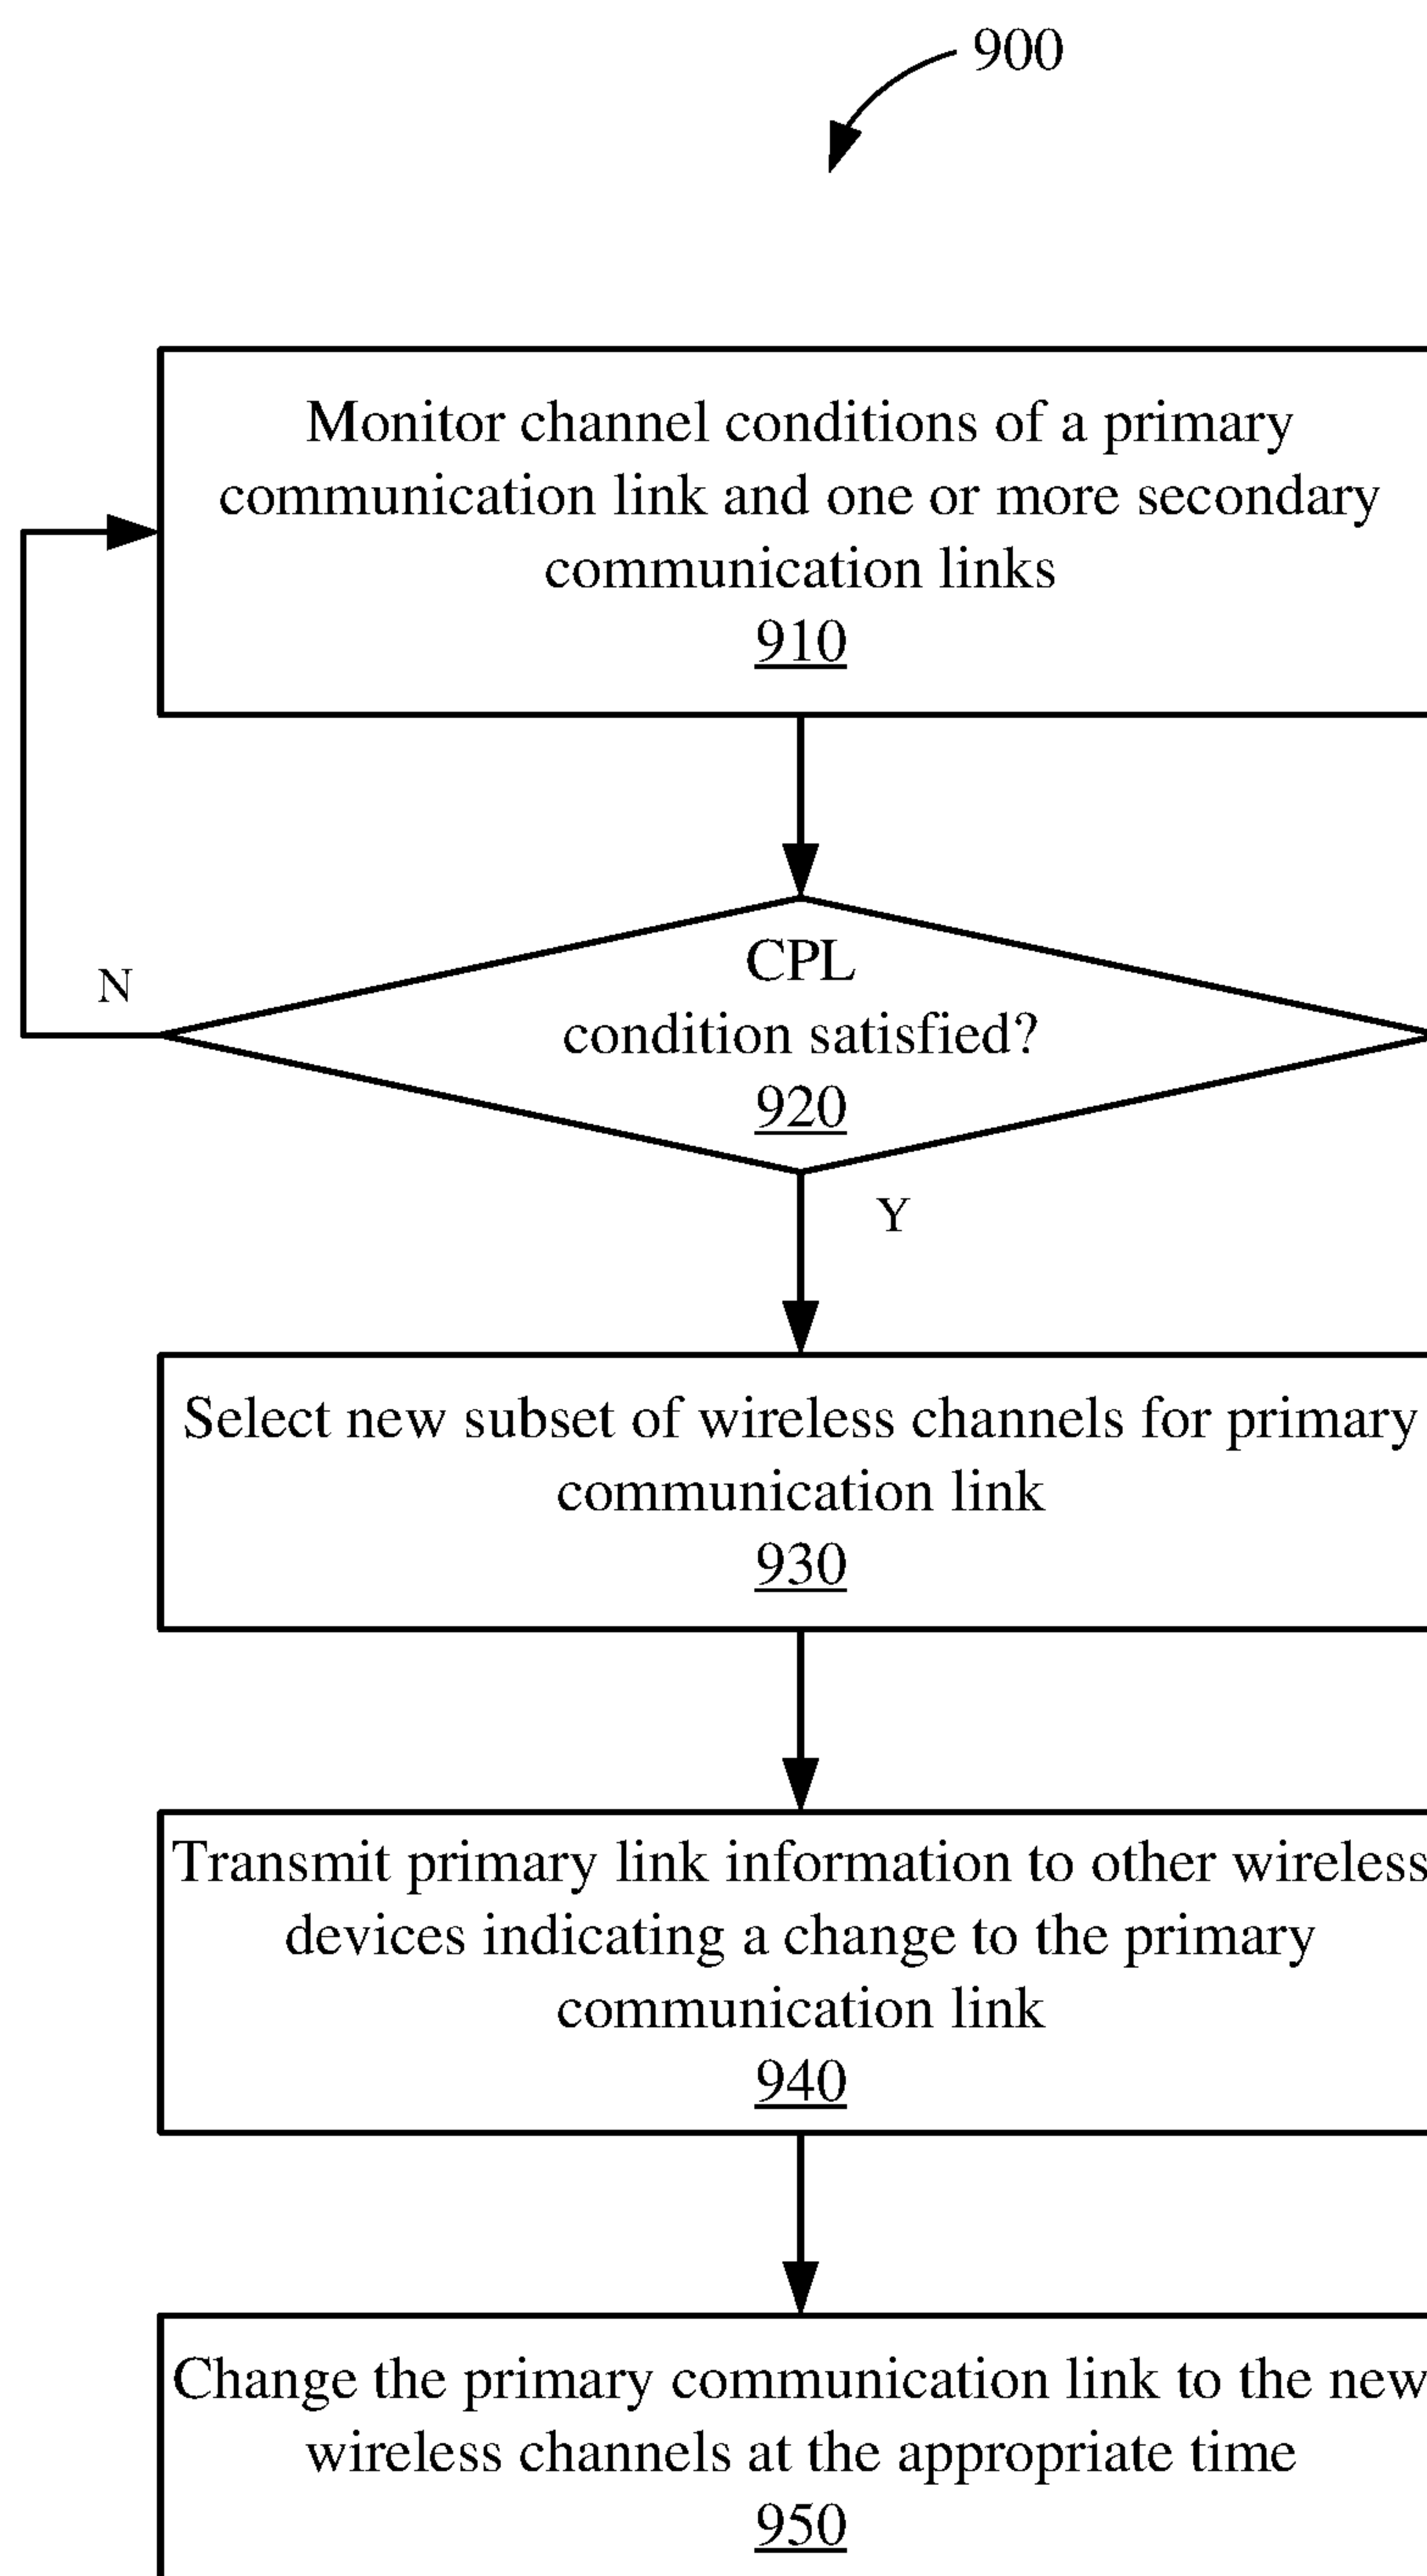 900
Monitor channel conditions of a primary
communication link and one or more secondary
communication links
910
CPL
condition satisfied?
920
N
Y
Select new subset of wireless channels for primary
communication link
930
Transmit primary link information to other wireless
devices indicating a change to the primary
communication link
940
Change the primary communication link to the new
wireless channels at the appropriate time
950